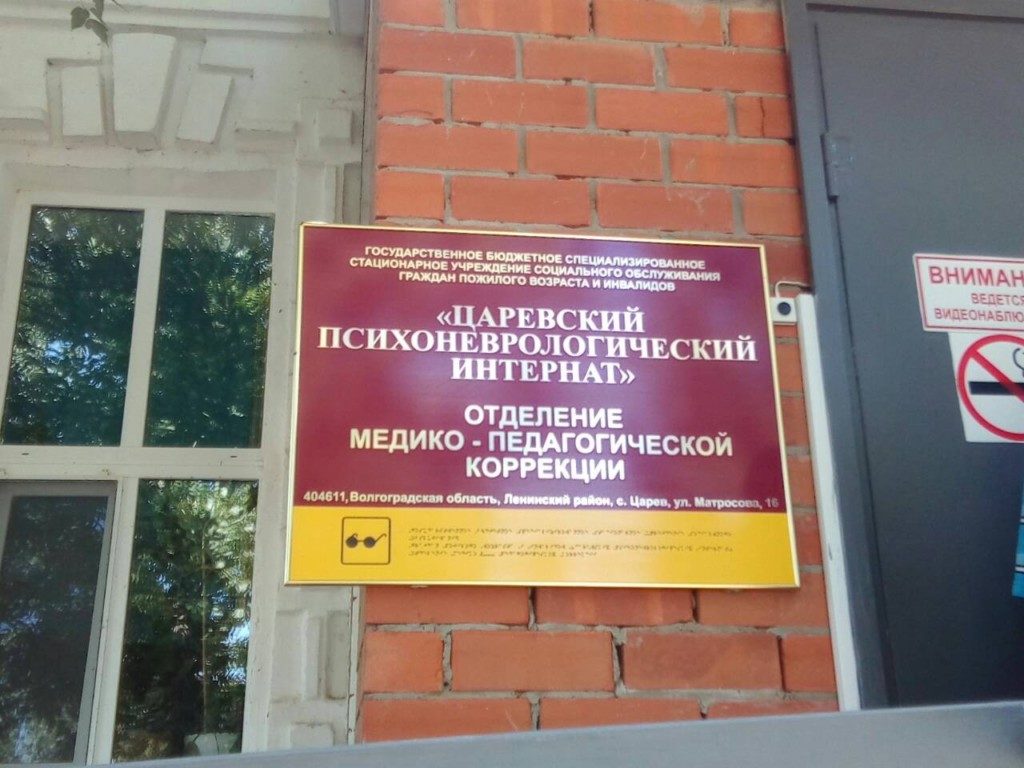 ГОСУДАРСТВЕННОЕ БЮДЖЕТНОЕ СПЕЦИАЛИЗИРОВАННОЕ
СТАЦИОНАРНОЕ УЧРЕЖДЕНИЕ СОЦИАЛЬНОГО ОБСЛУЖИВАНИЯ
ГРАЖДАН ПОЖИЛОГО ВОЗРАСТА И ИНВАЛИДОВ
«ЦАРЕВСКИЙ
ПСИХОНЕВРОЛОГИЧЕСКИЙ
ИНТЕРНАТ»
ОТДЕЛЕНИЕ
МЕДИКО - ПЕДАГОГИЧЕСКОЙ
КОРРЕКЦИИ
404611, Волгоградская область, Ленинский район, с. Царев, ул. Матросова, 16
ВНИМАН
ВЕДЕТСЯ
ВИДЕОНАБЛЮ